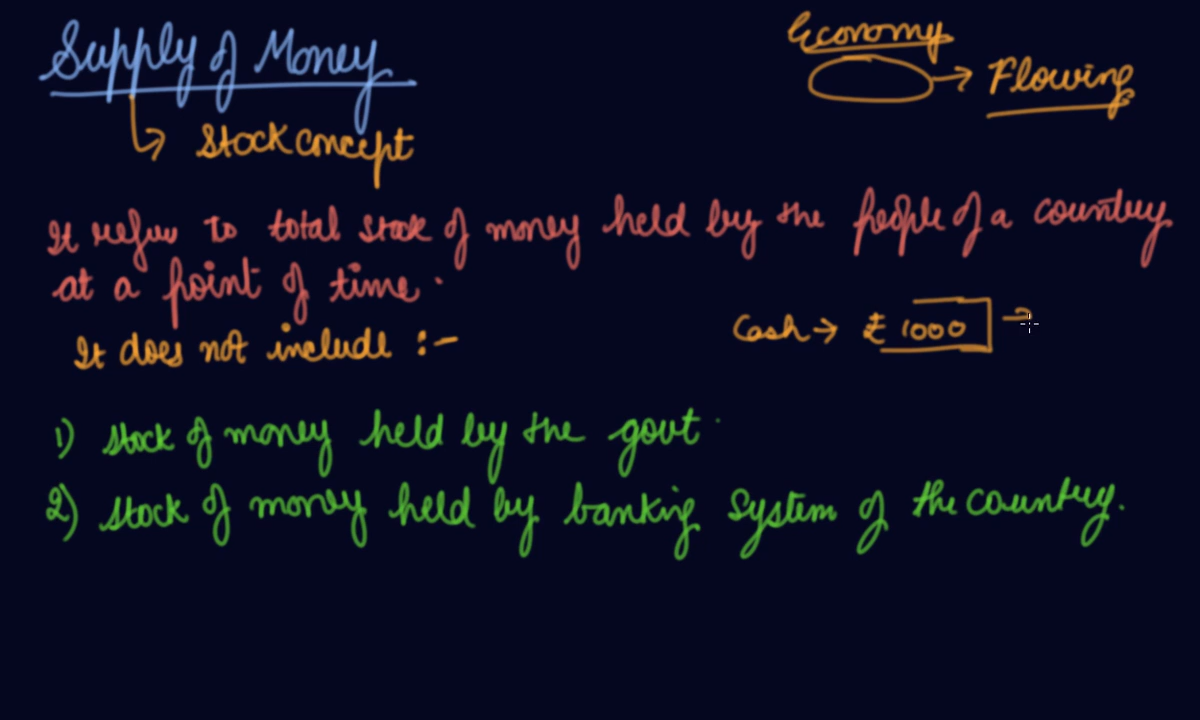 Supply of Money
Economy
→ Flowing
↳ Stock concept
It refers to total stock of money held by the people of a country
at a point of time.
It does not include :-
Cash → ₹ 1000
1) stock of money held by the govt.
2) stock of money held by banking system of the country.